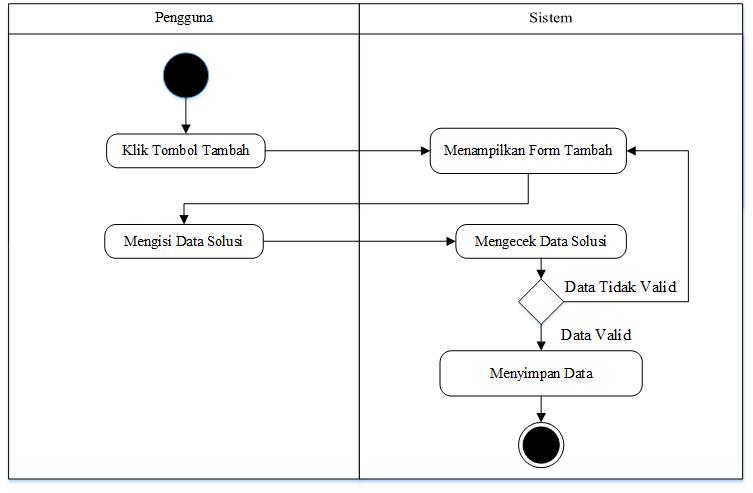 Pengguna
Sistem
Klik Tombol Tambah
Menampilkan Form Tambah
Mengisi Data Solusi
Mengecek Data Solusi
Data Tidak Valid
Data Valid
Menyimpan Data